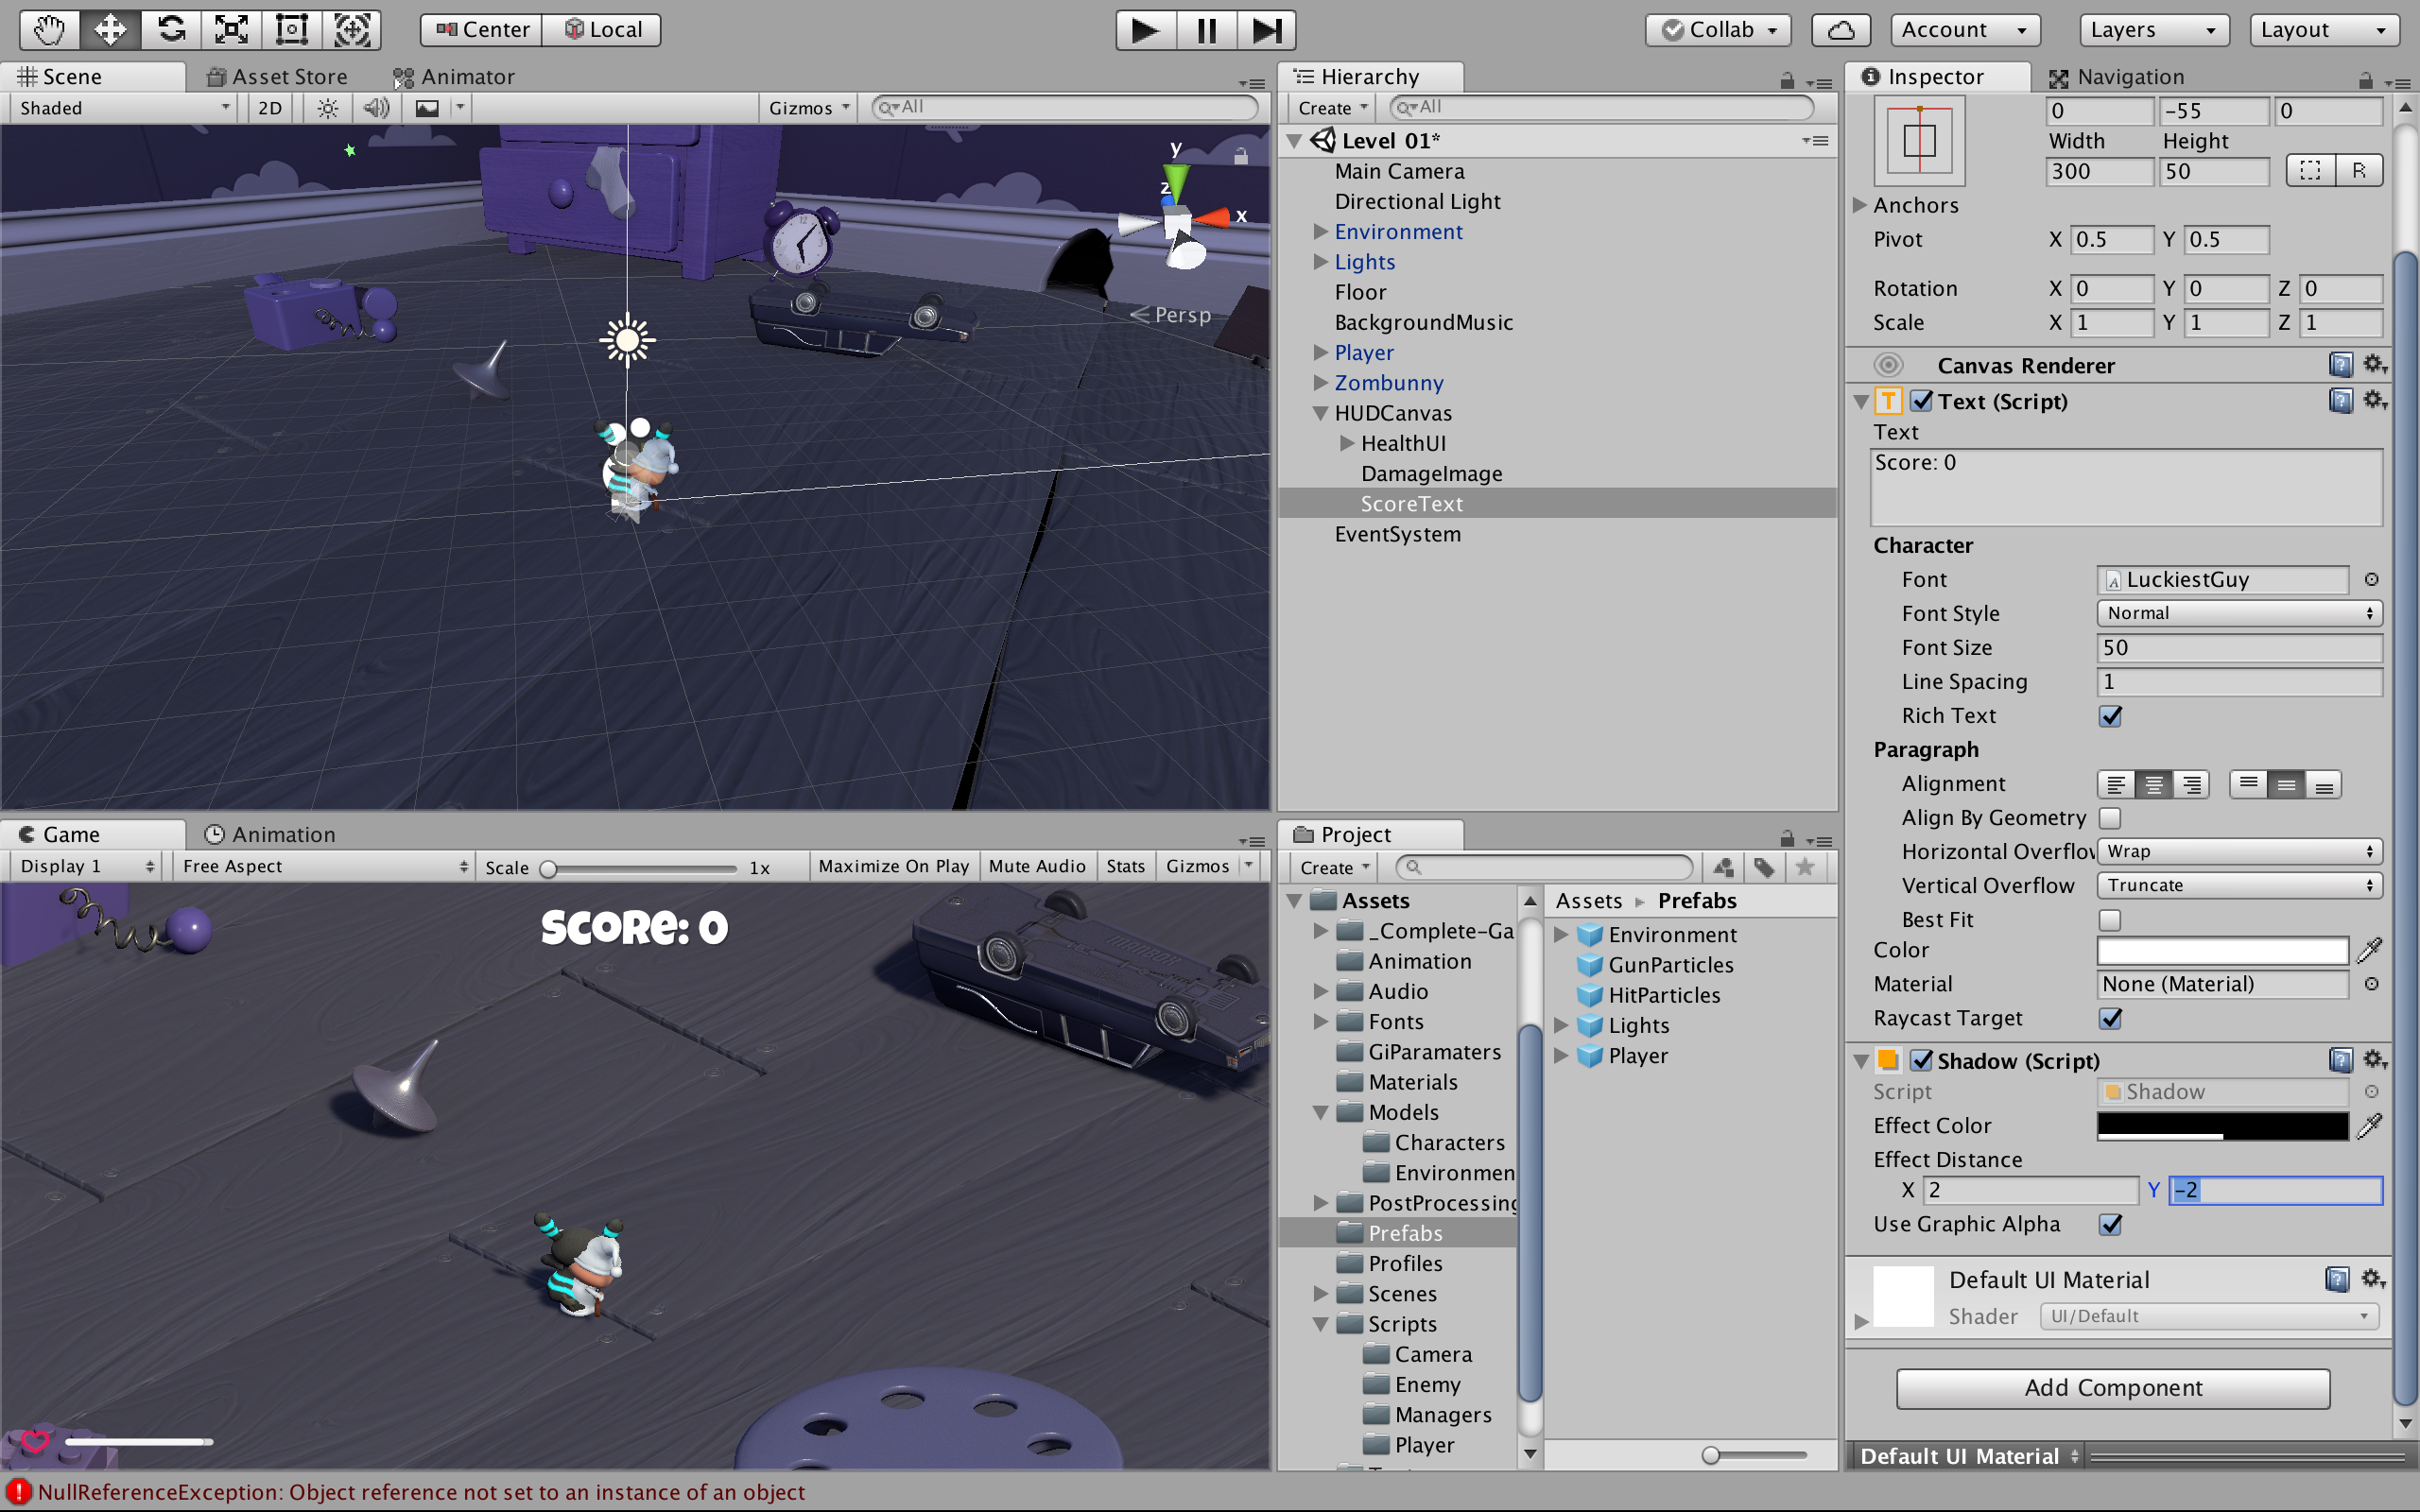 Center Local Collab Account Layers Layout
Scene Asset Store Animator
Shaded 2D Gizmos All
y
z
x
Persp
Hierarchy
Create All
Level 01*
Main Camera
Directional Light
Environment
Lights
Floor
BackgroundMusic
Player
Zombunny
HUDCanvas
HealthUI
DamageImage
ScoreText
EventSystem
Inspector Navigation
0 -55 0
Width Height
300 50 R
Anchors
Pivot X 0.5 Y 0.5
Rotation X 0 Y 0 Z 0
Scale X 1 Y 1 Z 1
Canvas Renderer
T Text (Script)
Text
Score: 0
Character
Font LuckiestGuy
Font Style Normal
Font Size 50
Line Spacing 1
Rich Text
Paragraph
Alignment
Align By Geometry
Horizontal Overflow Wrap
Vertical Overflow Truncate
Best Fit
Color
Material None (Material)
Raycast Target
Shadow (Script)
Script Shadow
Effect Color
Effect Distance
X 2 Y -2
Use Graphic Alpha
Default UI Material
Shader UI/Default
Add Component
Default UI Material
Game Animation
Display 1 Free Aspect Scale 1x Maximize On Play Mute Audio Stats Gizmos
SCORE: 0
Project
Create
Assets
_Complete-Ga
Animation
Audio
Fonts
GiParamaters
Materials
Models
Characters
Environmen
PostProcessing
Prefabs
Profiles
Scenes
Scripts
Camera
Enemy
Managers
Player
Assets Prefabs
Environment
GunParticles
HitParticles
Lights
Player
NullReferenceException: Object reference not set to an instance of an object